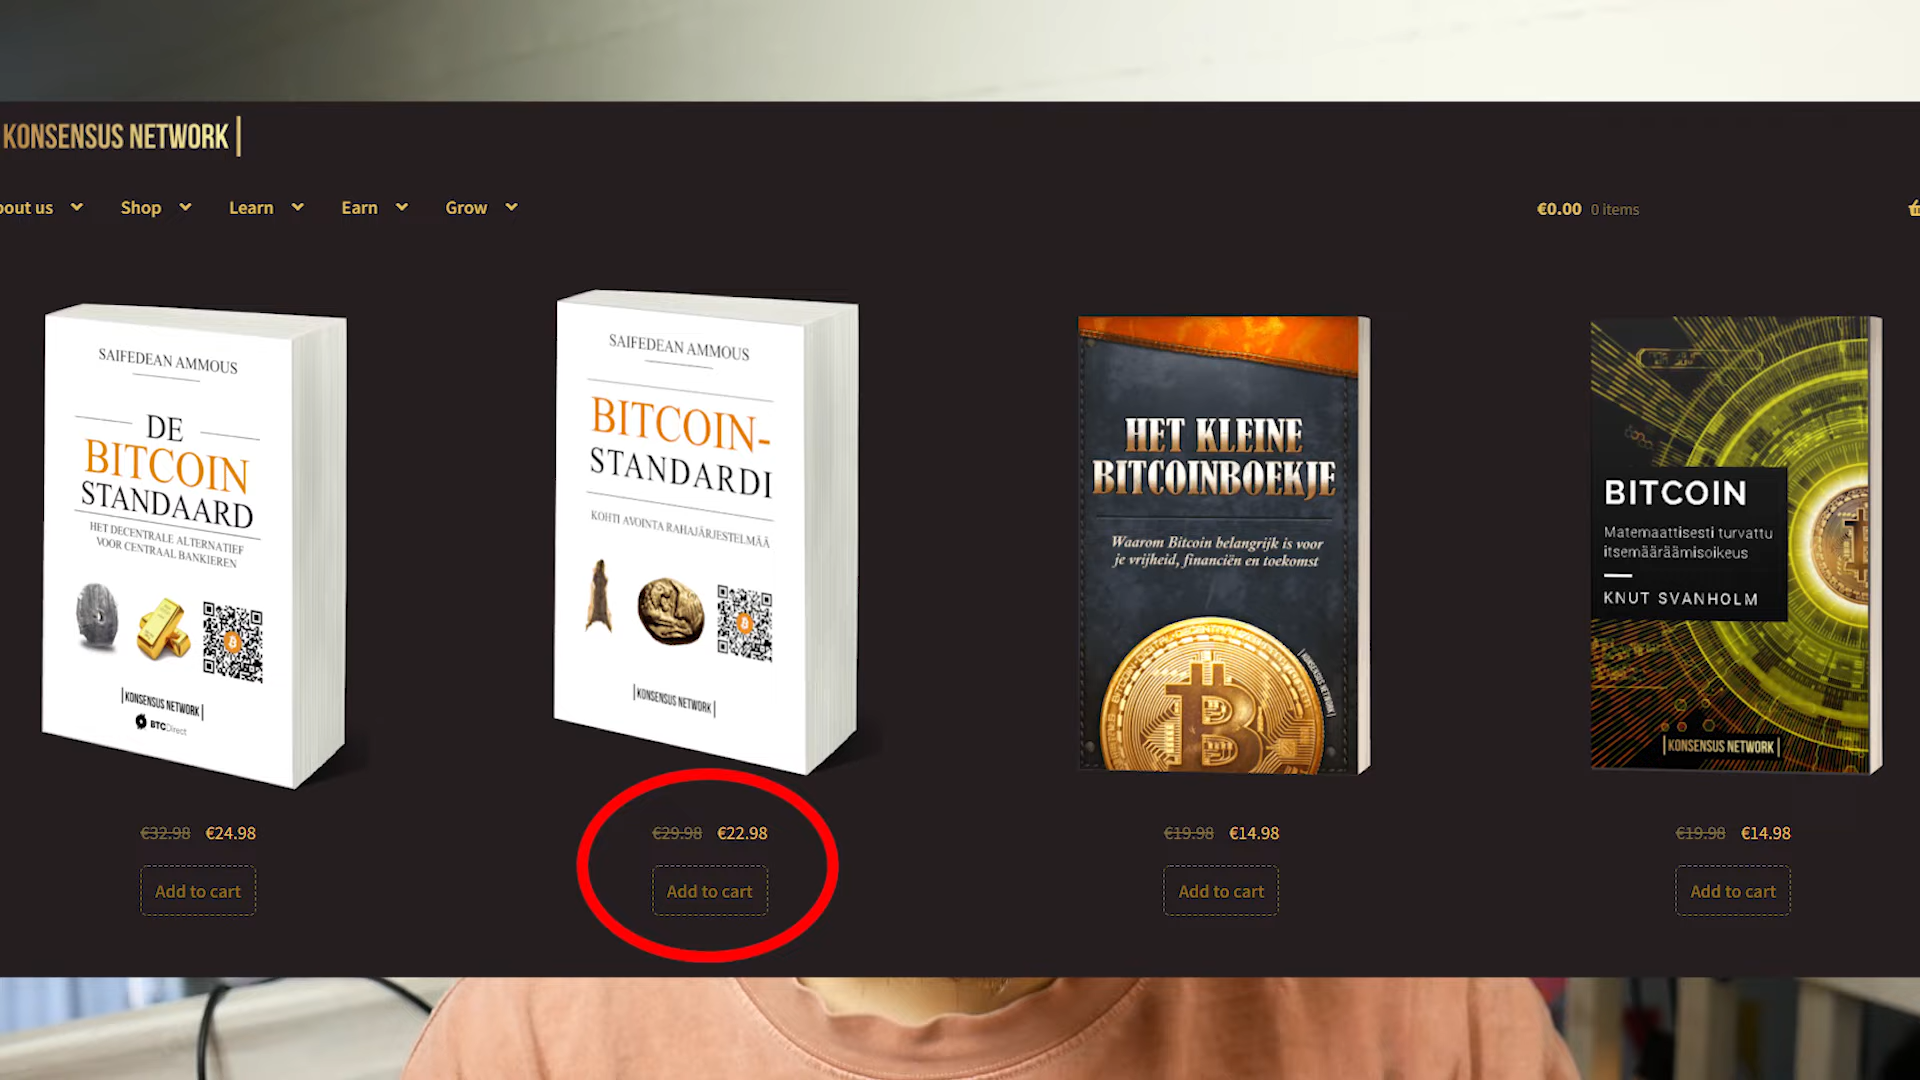 KONSENSUS NETWORK|
bout us
Shop
Learn
Earn
Grow
€0.00 0 items
SAIFEDEAN AMMOUS
DE
BITCOIN
STANDAARD
HET DECENTRALE ALTERNATIEF
VOOR CENTRAAL BANKIEREN
|KONSENSUS NETWORK|
BTCDirect
€32.98 €24.98
Add to cart
SAIFEDEAN AMMOUS
BITCOIN-
STANDARDI
KOHTI AVOINTA RAHAJÄRJESTELMÄÄ
|KONSENSUS NETWORK|
€29.98 €22.98
Add to cart
HET KLEINE
BITCOINBOEKJE
Waarom Bitcoin belangrijk is voor
je vrijheid, financiën en toekomst
|KONSENSUS NETWORK|
€19.98 €14.98
Add to cart
BITCOIN
Matemaattisesti turvattu
itsemääräämisoikeus
KNUT SVANHOLM
|KONSENSUS NETWORK|
€19.98 €14.98
Add to cart